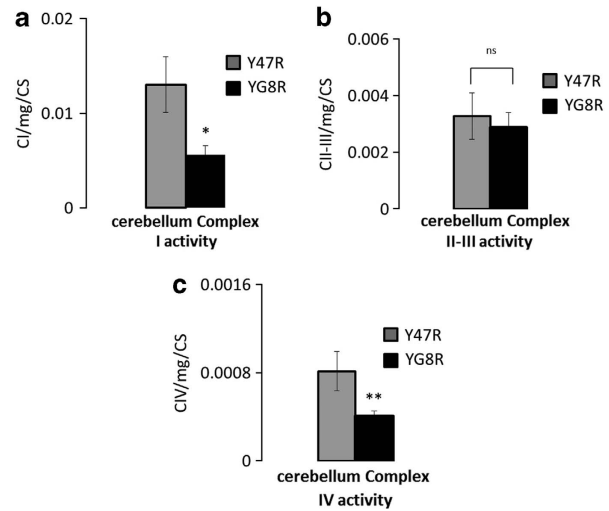 a
CI/mg/CS
0.02
0.01
0
Y47R
YG8R
*
cerebellum Complex
I activity
b
CII-III/mg/CS
0.006
0.004
0.002
0
ns
Y47R
YG8R
cerebellum Complex
II-III activity
c
CIV/mg/CS
0.0016
0.0008
0
Y47R
YG8R
**
cerebellum Complex
IV activity